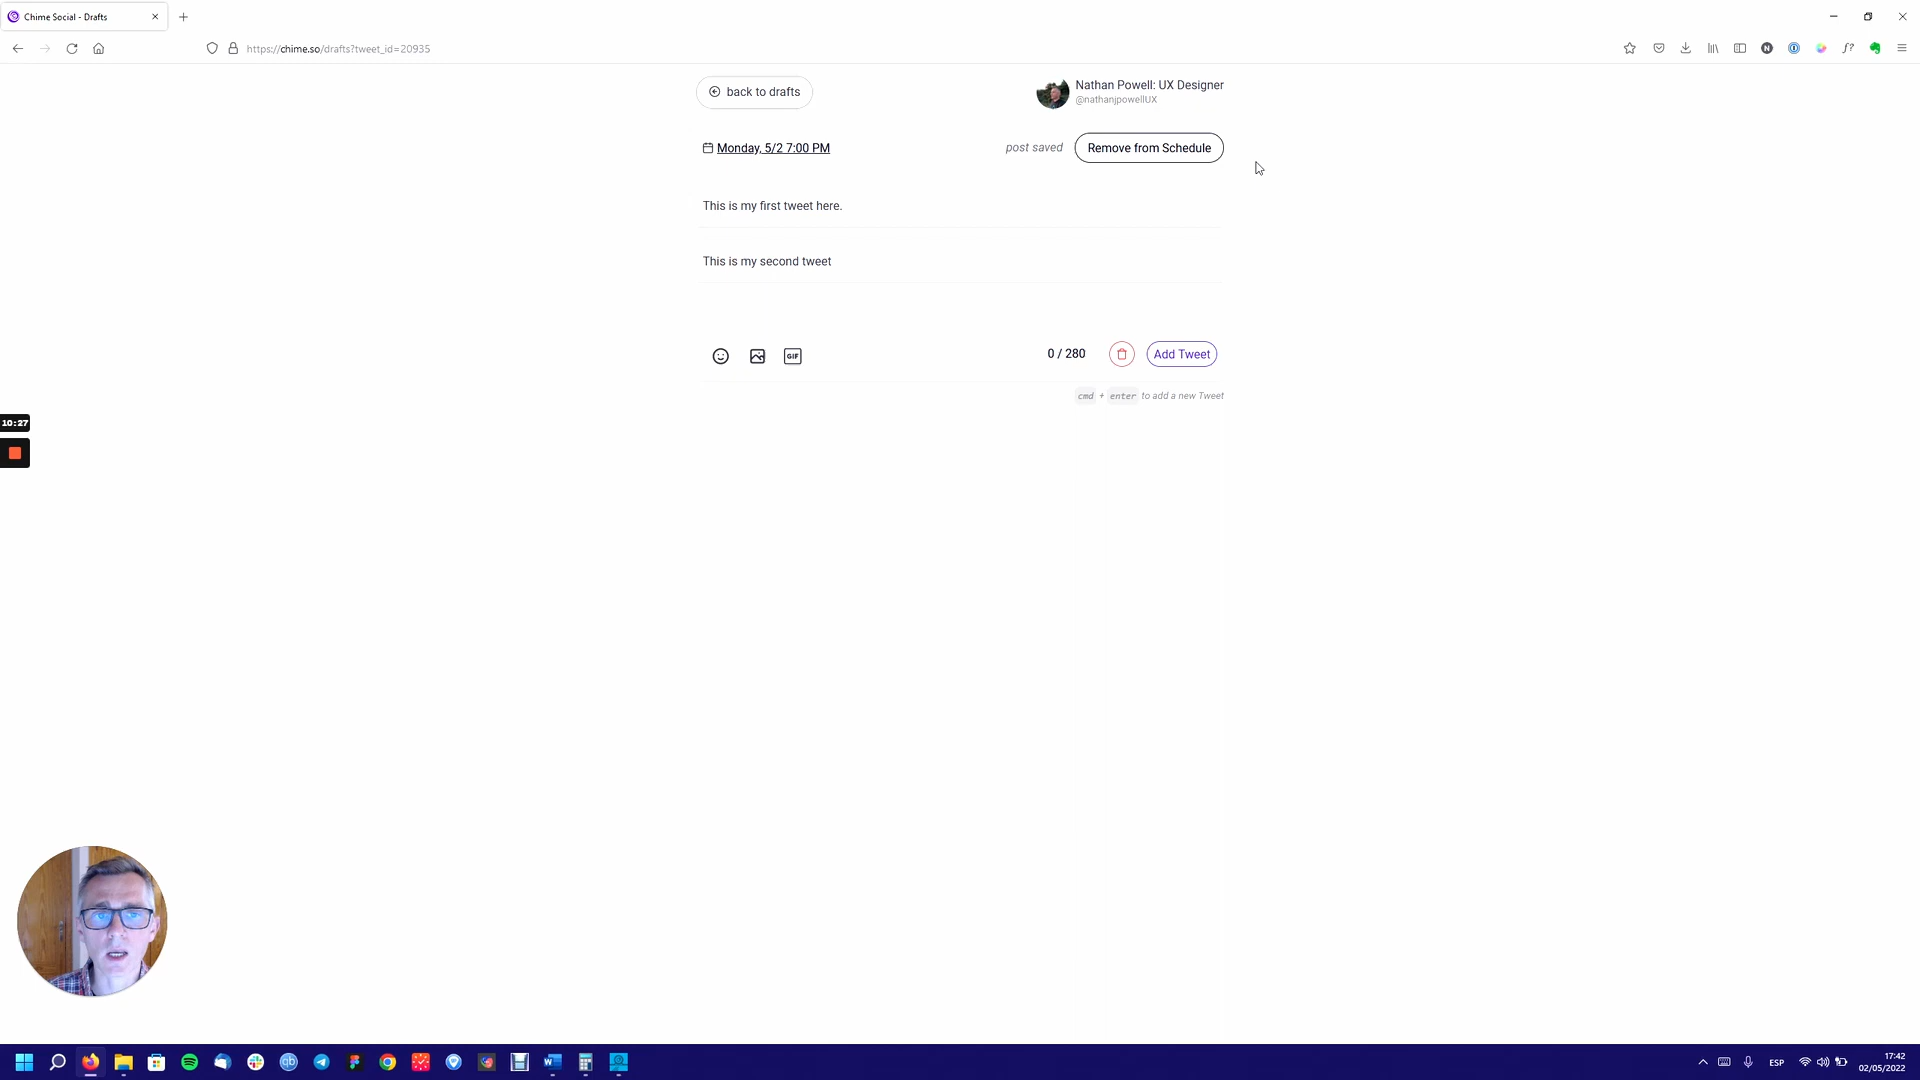 Chime Social - Drafts
https://chime.so/drafts?tweet_id=20935
back to drafts
Nathan Powell: UX Designer
@nathanjpowellUX
Monday, 5/2 7:00 PM
post saved
Remove from Schedule
This is my first tweet here.
This is my second tweet
GIF
0 / 280
Add Tweet
cmd + enter to add a new Tweet
10:27
ESP
17:42
02/05/2022